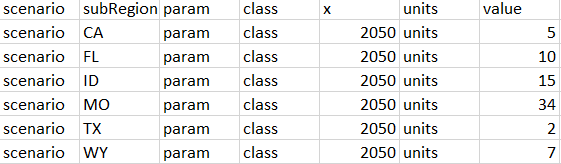 scenario subRegion param class x units value
scenario CA param class 2050 units 5
scenario FL param class 2050 units 10
scenario ID param class 2050 units 15
scenario MO param class 2050 units 34
scenario TX param class 2050 units 2
scenario WY param class 2050 units 7